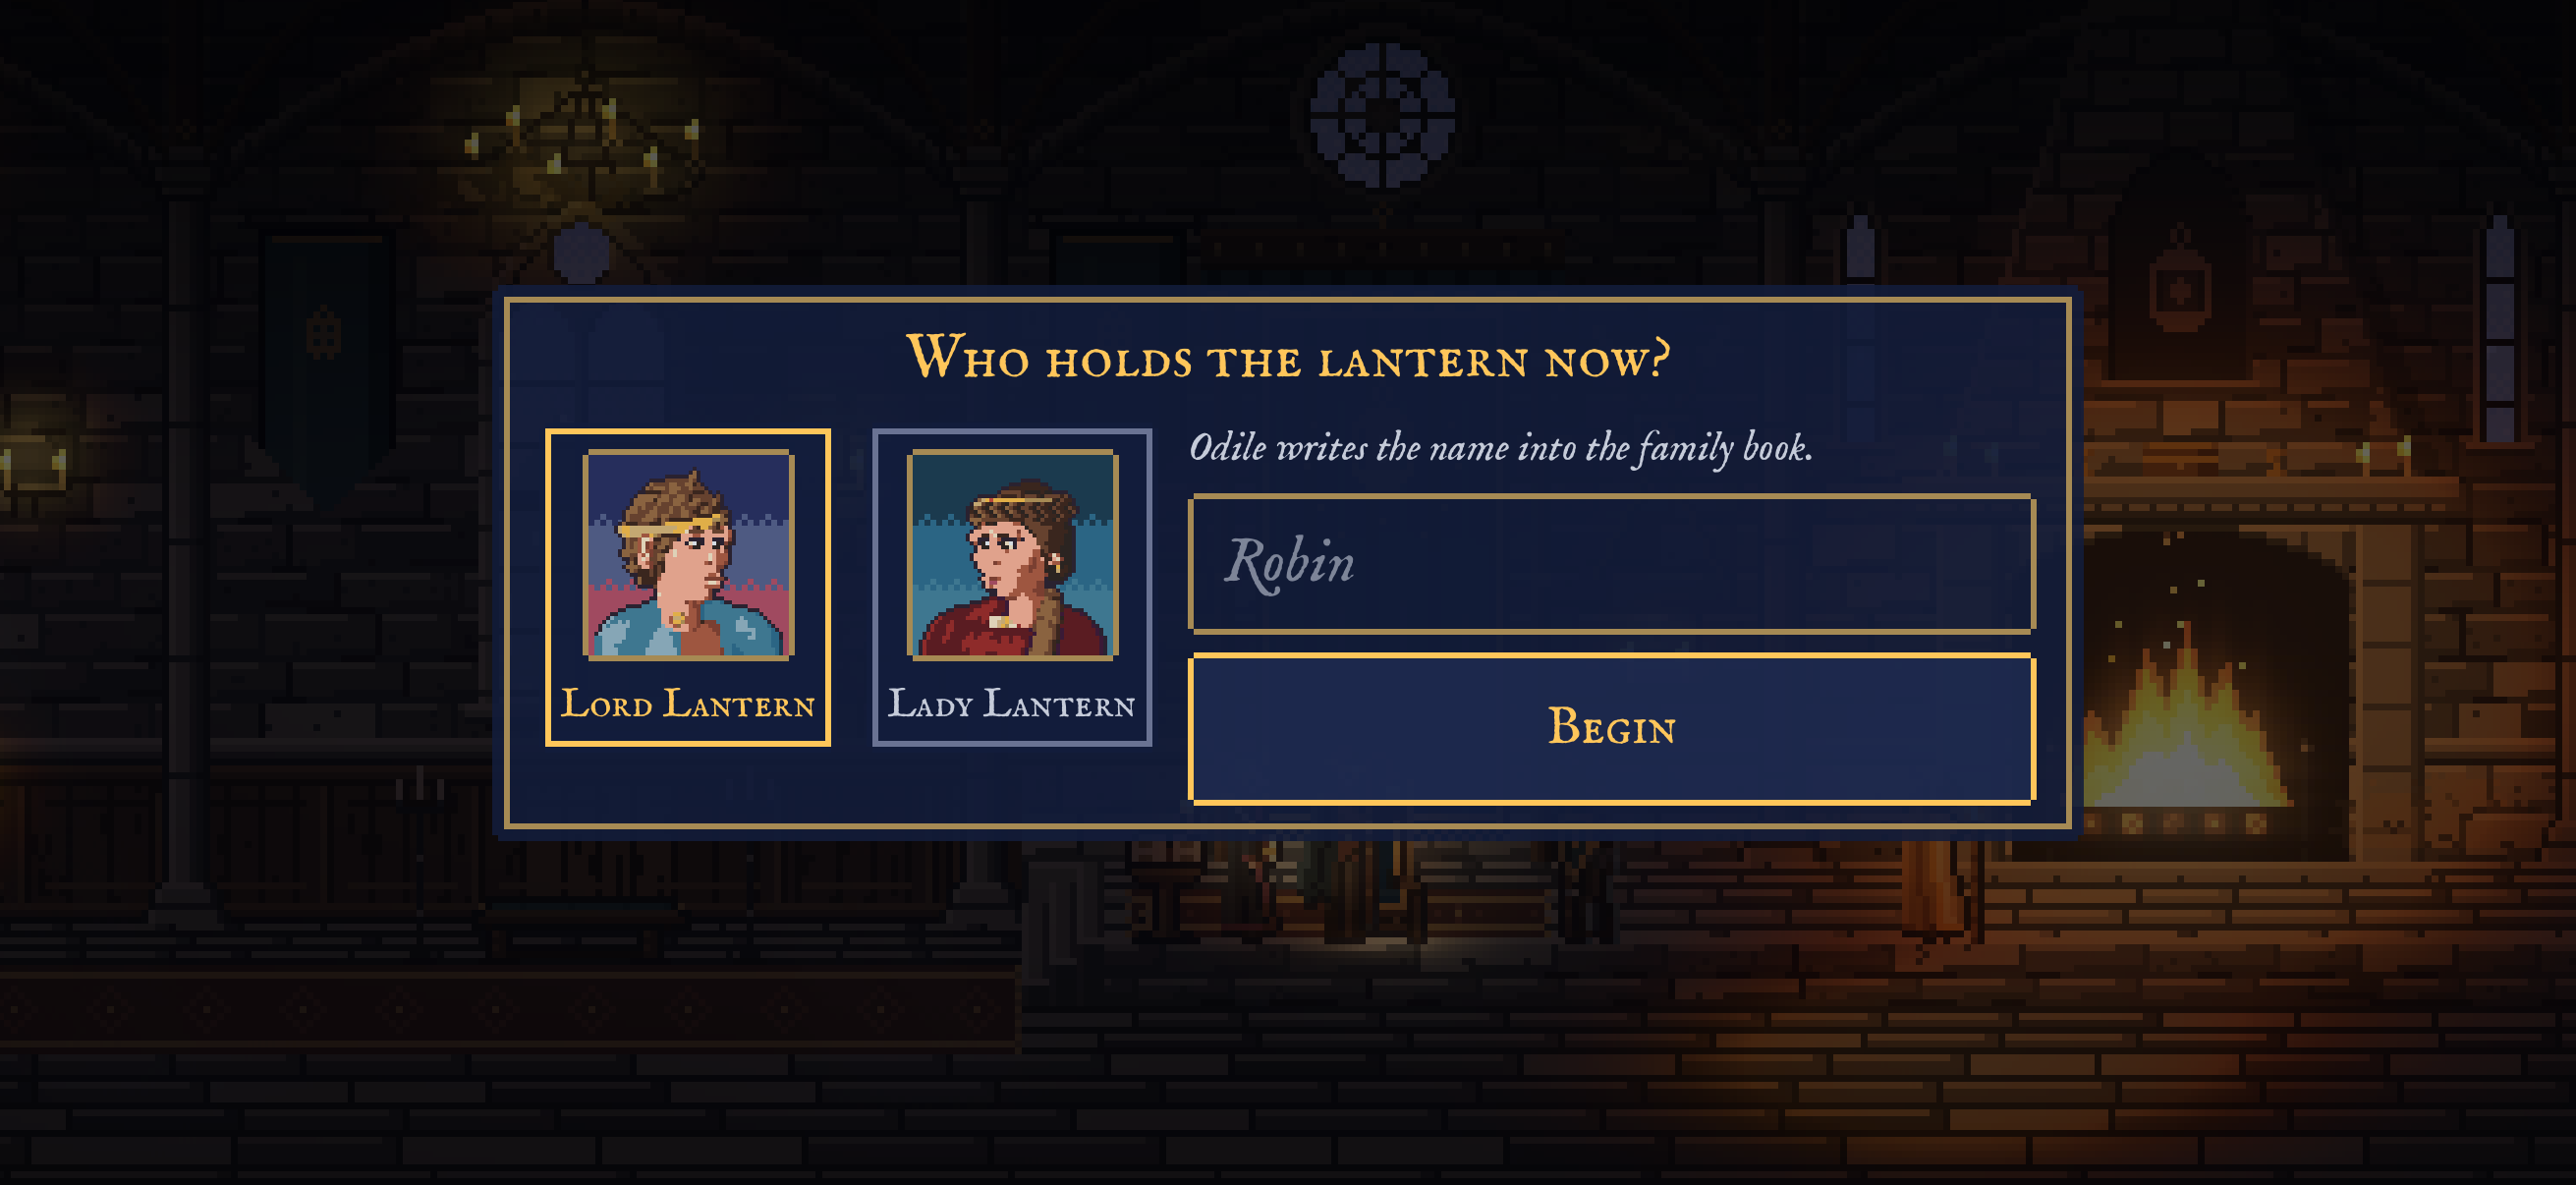 Who holds the lantern now?
Odile writes the name into the family book.
Robin
Lord Lantern
Lady Lantern
Begin